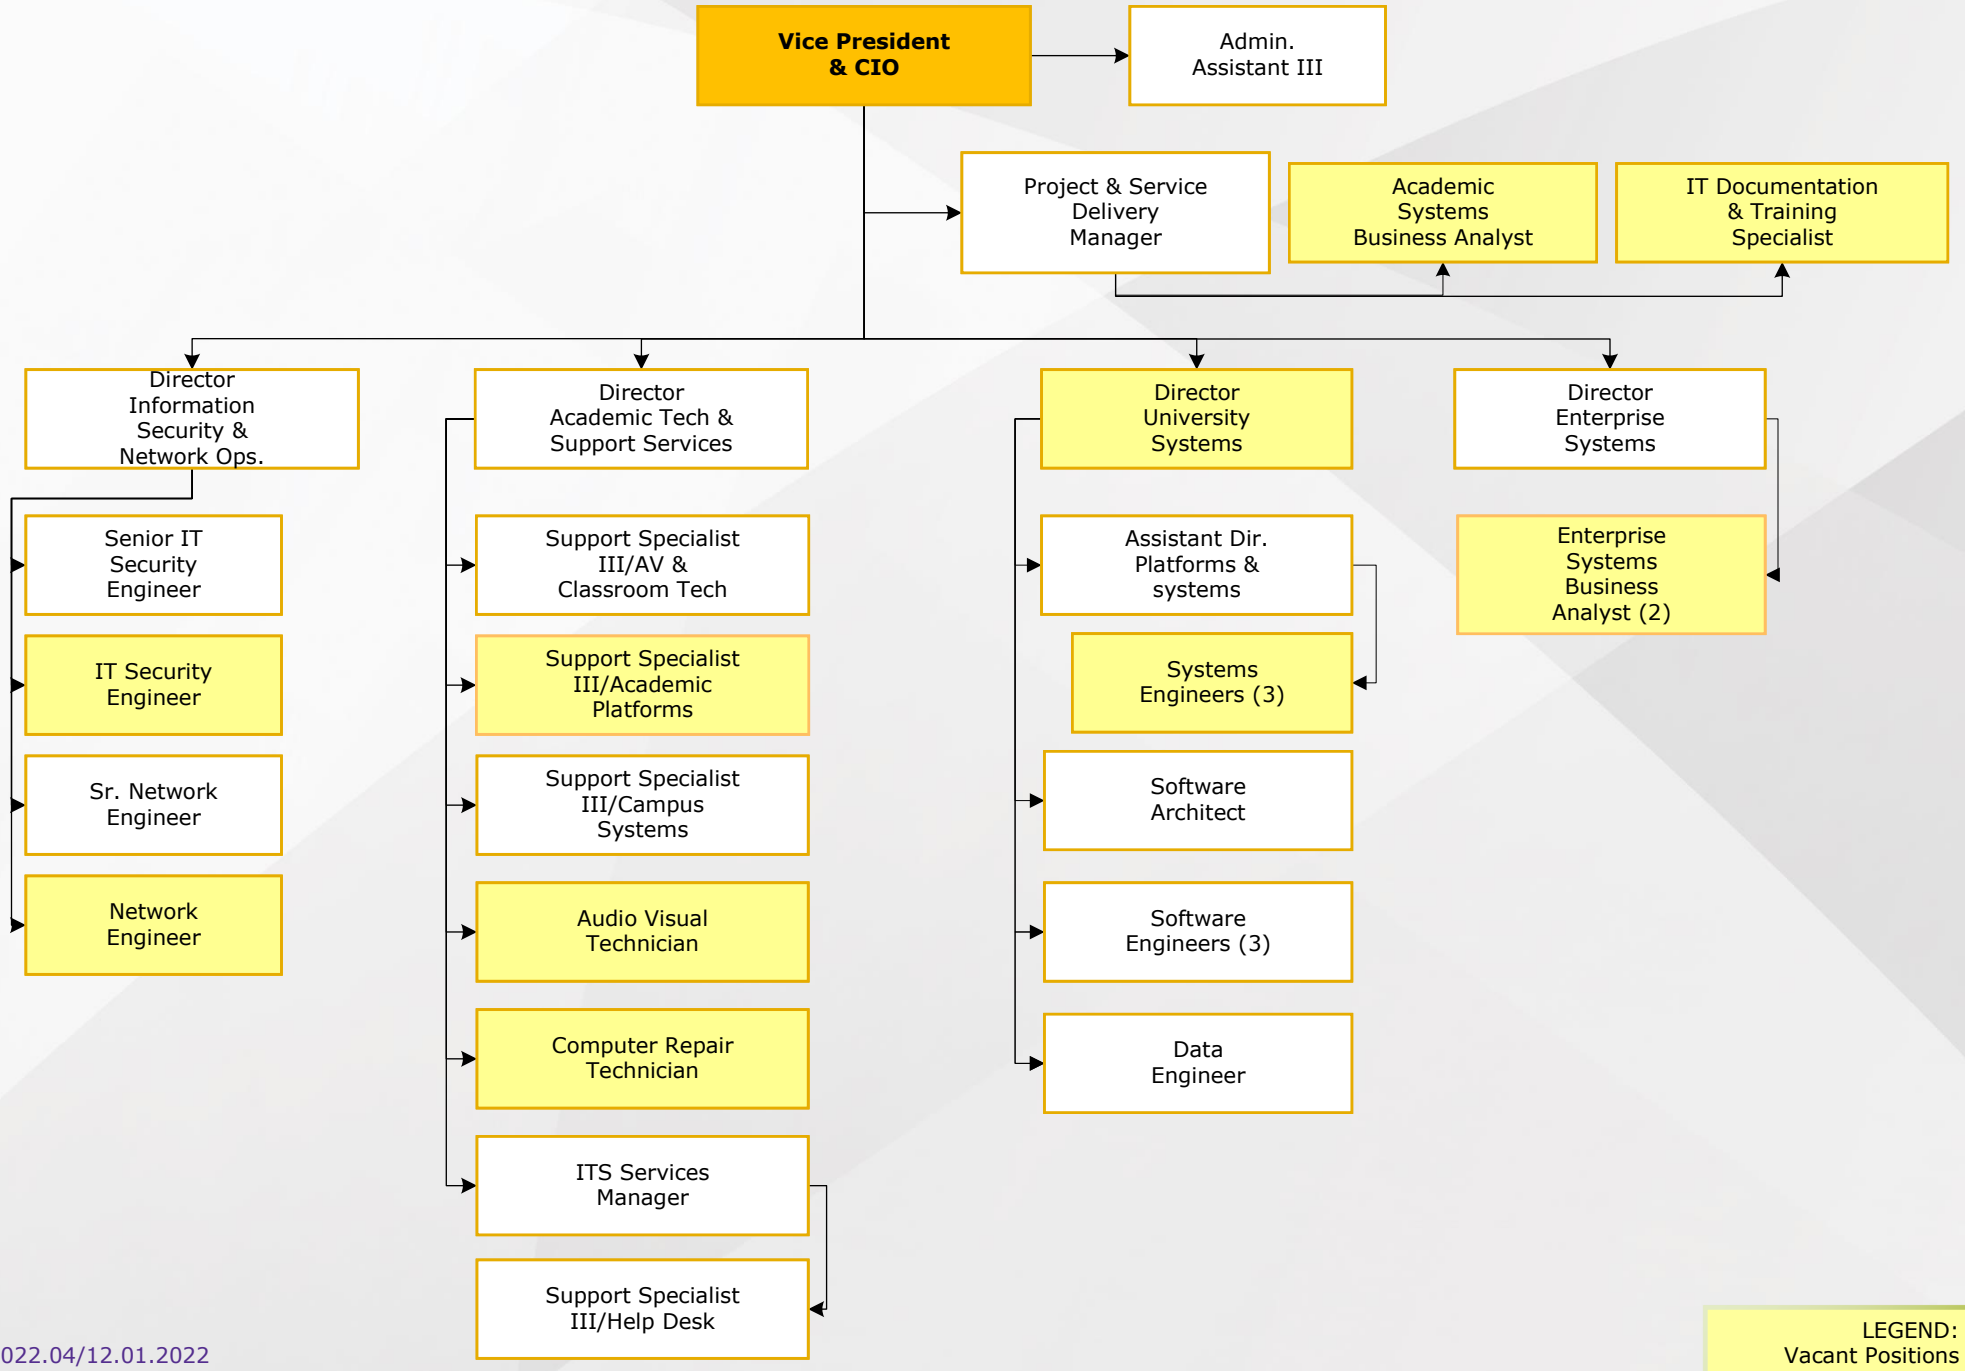 Vice President
& CIO
Admin.
Assistant III
Project & Service
Delivery
Manager
Academic
Systems
Business Analyst
IT Documentation
& Training
Specialist
Director
Information
Security &
Network Ops.
Director
Academic Tech &
Support Services
Director
University
Systems
Director
Enterprise
Systems
Senior IT
Security
Engineer
IT Security
Engineer
Sr. Network
Engineer
Network
Engineer
Support Specialist
III/AV &
Classroom Tech
Support Specialist
III/Academic
Platforms
Support Specialist
III/Campus
Systems
Audio Visual
Technician
Computer Repair
Technician
ITS Services
Manager
Support Specialist
III/Help Desk
Assistant Dir.
Platforms &
systems
Systems
Engineers (3)
Software
Architect
Software
Engineers (3)
Data
Engineer
Enterprise
Systems
Business
Analyst (2)
022.04/12.01.2022
LEGEND:
Vacant Positions